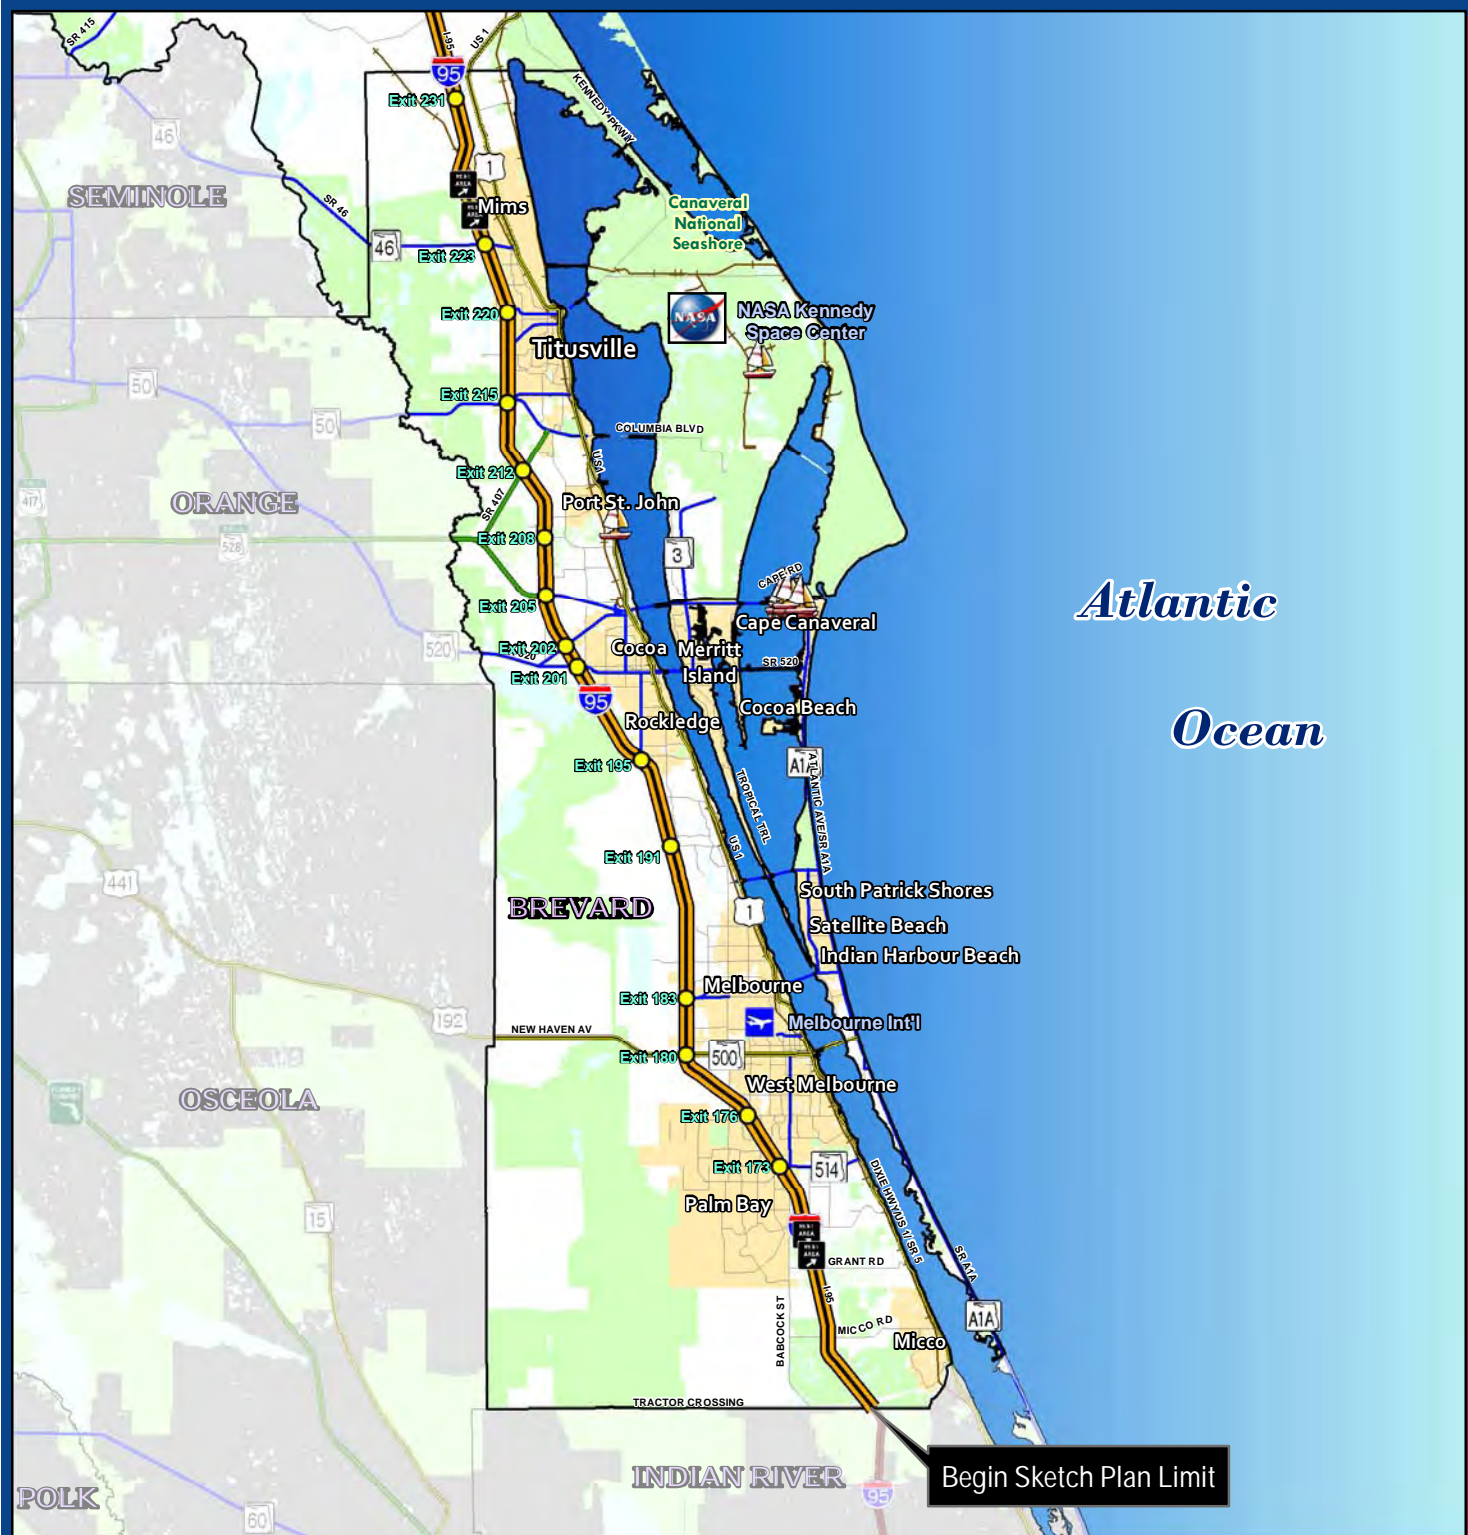 SR 415
I-95
US 1
95
Exit 231
KENNEDY PKWY
46
1
SEMINOLE
REST
AREA
Mims
SR 46
Canaveral
National
Seashore
46
Exit 223
NASA
NASA Kennedy
Space Center
Exit 220
Titusville
50
Exit 215
50
COLUMBIA BLVD
US 1
Exit 212
417
ORANGE
SR 407
Port St. John
Exit 208
528
3
CAPE RD
Atlantic
Exit 205
Cape Canaveral
520
Exit 202
Cocoa
Merritt
Island
SR 520
Exit 201
95
Cocoa Beach
Rockledge
Ocean
Exit 195
A1A
ATLANTIC AVE/SR A1A
TROPICAL TRL
US 1
Exit 191
441
South Patrick Shores
BREVARD
1
Satellite Beach
Indian Harbour Beach
Melbourne
Exit 183
192
Melbourne Int'l
NEW HAVEN AV
Exit 180
500
West Melbourne
OSCEOLA
Exit 176
Exit 173
514
DIXIE HWY/US 1/ SR 5
Palm Bay
15
REST
AREA
GRANT RD
SR A1A
I-95
BABCOCK ST
MICCO RD
A1A
Micco
TRACTOR CROSSING
INDIAN RIVER
Begin Sketch Plan Limit
95
POLK
60